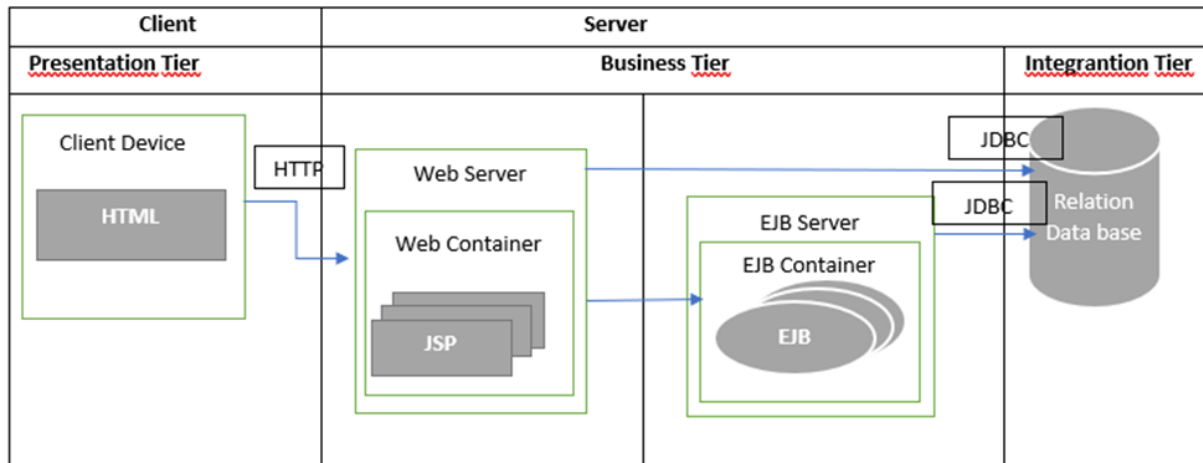 Client
Server
Presentation Tier
Business Tier
Integrantion Tier
Client Device
HTML
HTTP
Web Server
Web Container
JSP
EJB Server
EJB Container
EJB
JDBC
JDBC
Relation
Data base